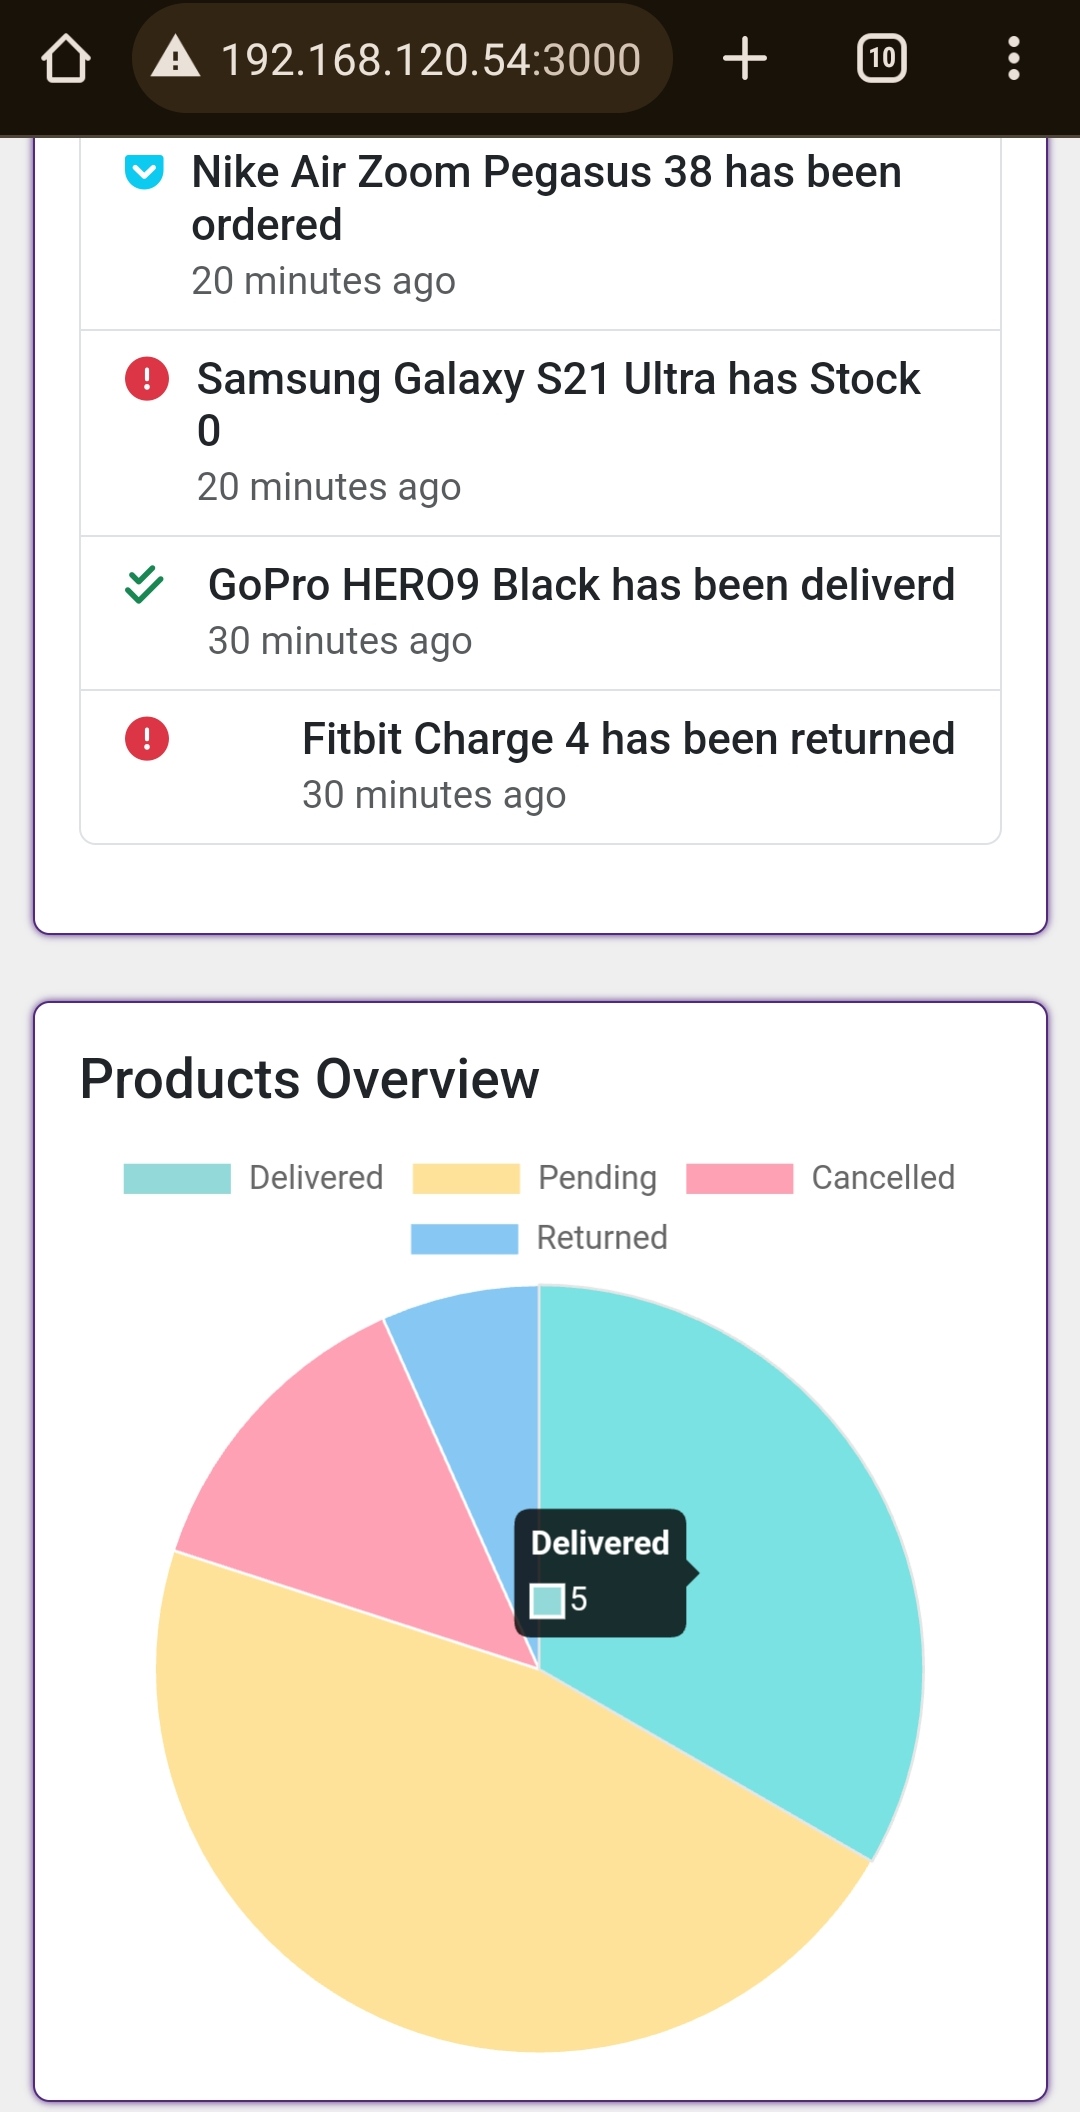 192.168.120.54:3000
10
Nike Air Zoom Pegasus 38 has been
ordered
20 minutes ago
Samsung Galaxy S21 Ultra has Stock
0
20 minutes ago
GoPro HERO9 Black has been deliverd
30 minutes ago
Fitbit Charge 4 has been returned
30 minutes ago
Products Overview
Delivered Pending Cancelled
Returned
Delivered
5